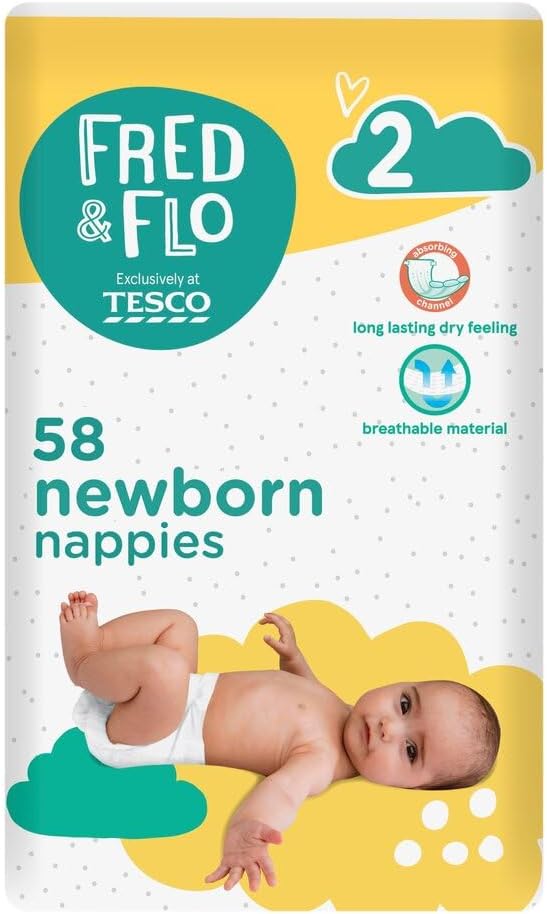 FRED
& FLO
Exclusively at
TESCO
2
absorbing
channel
long lasting dry feeling
breathable material
58
newborn
nappies